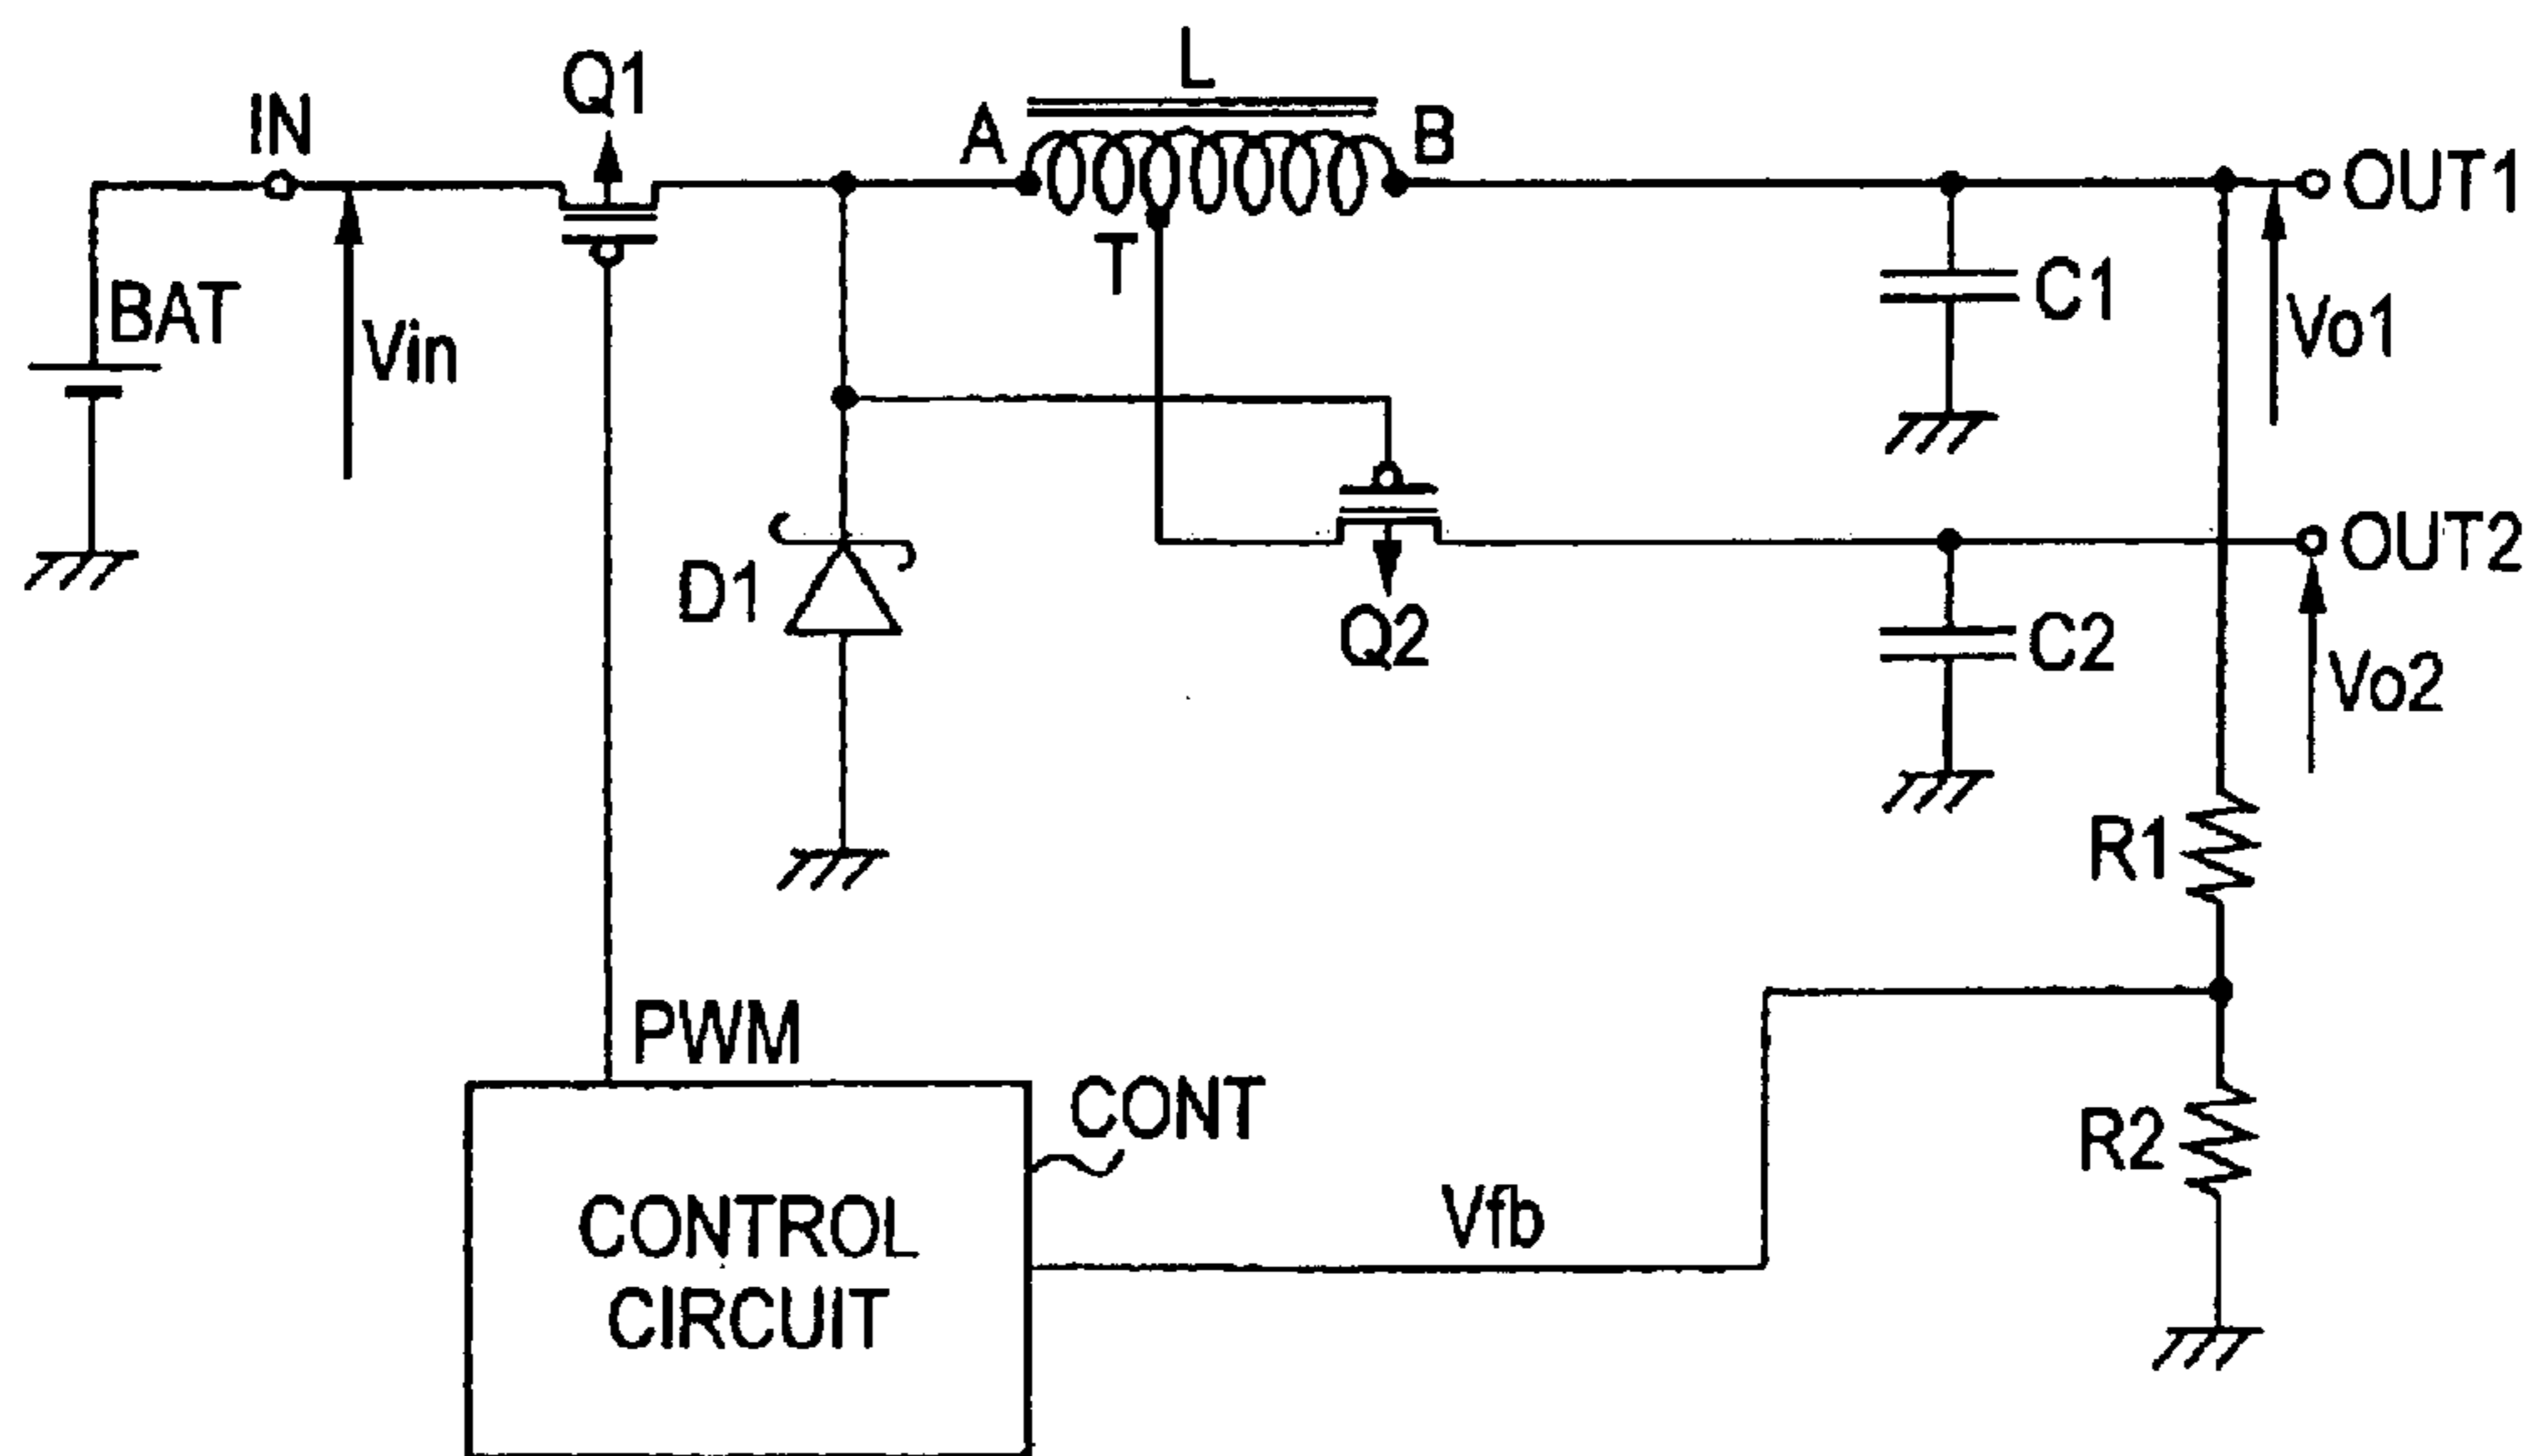 L
Q1
IN
A
B
OUT1
T
BAT
Vin
C1
Vo1
OUT2
D1
Q2
C2
Vo2
R1
PWM
CONT
R2
CONTROL
CIRCUIT
Vfb